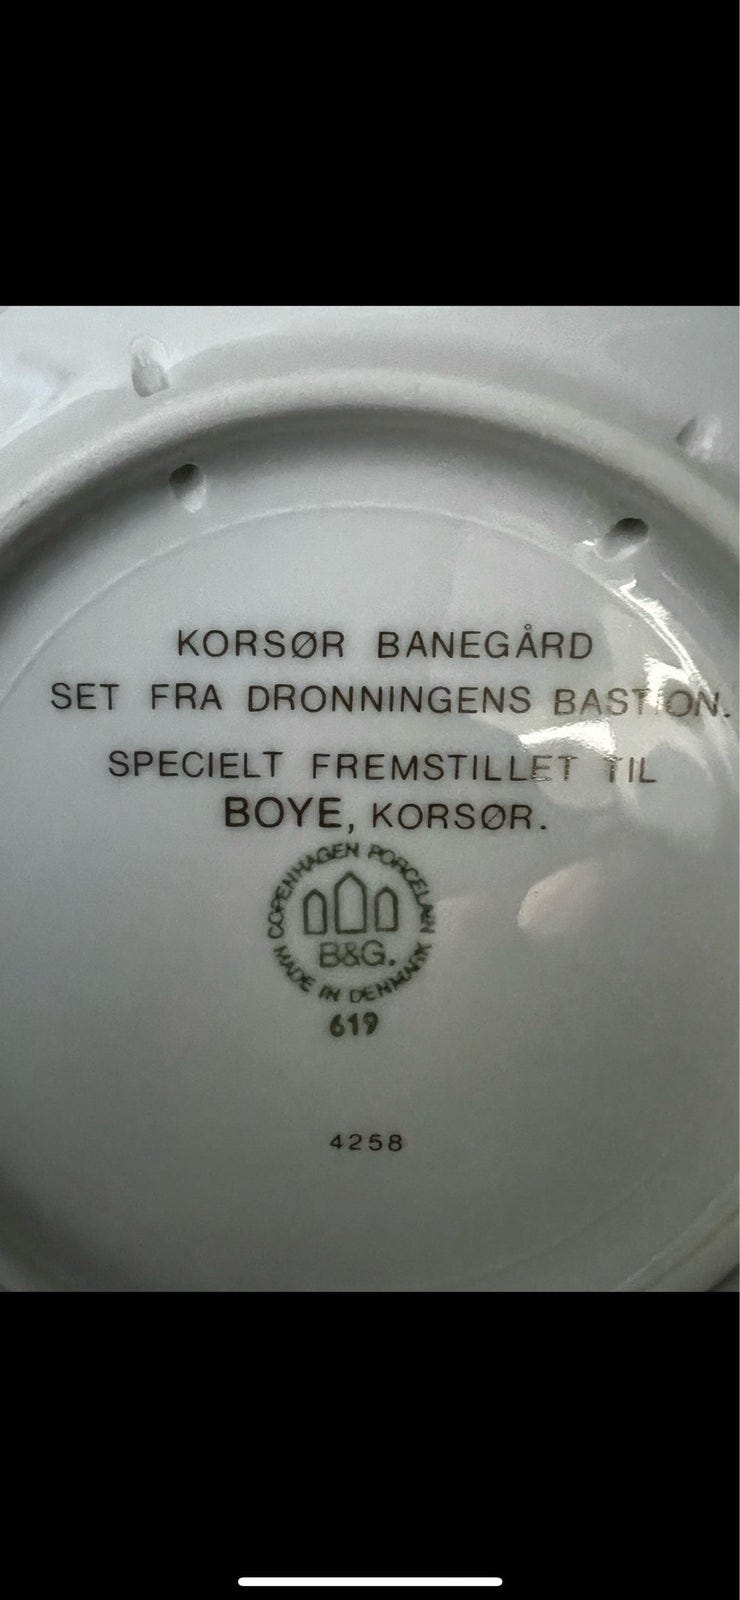 KORSØR BANEGÅRD
SET FRA DRONNINGENS BASTION.
SPECIELT FREMSTILLET TIL
BOYE, KORSØR.
COPENHAGEN PORCELAIN
B&G.
MADE IN DENMARK
619
4258